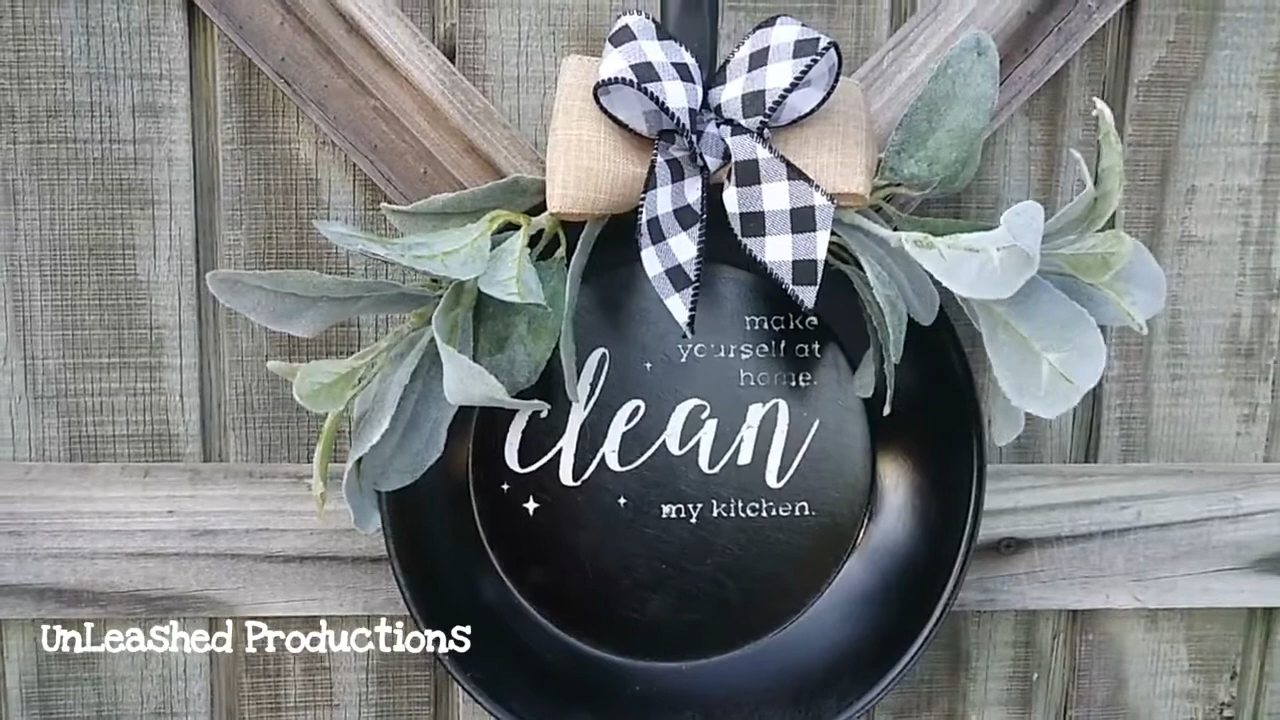 make
yourself at
home.
clean
my kitchen.
UnLeashed Productions